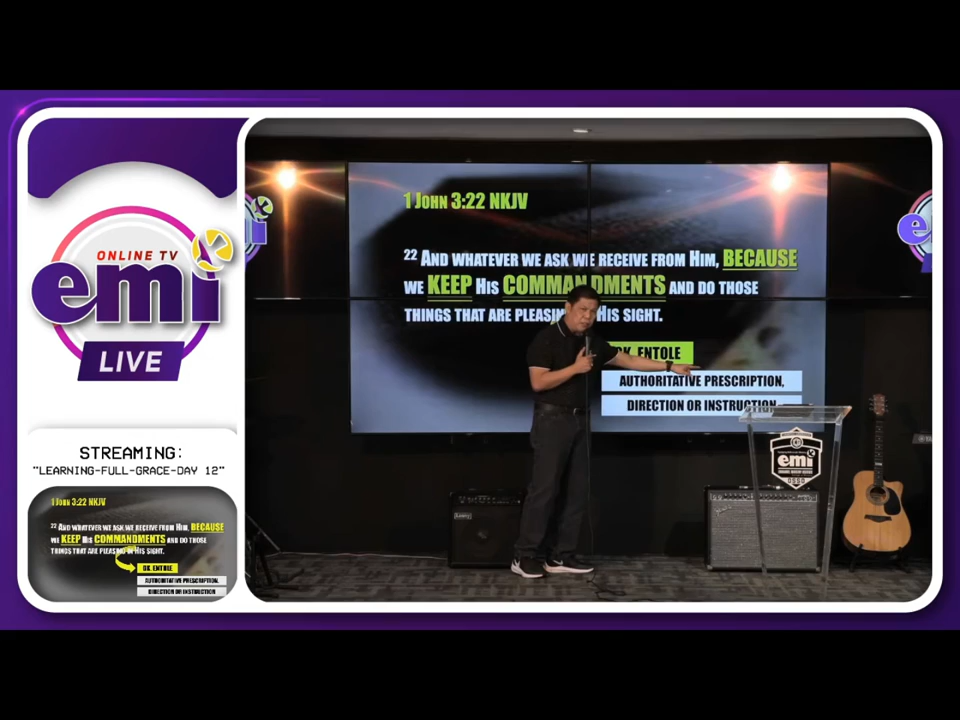 ONLINE TV
emi
LIVE
STREAMING:
"LEARNING-FULL-GRACE-DAY 12"
1 JOHN 3:22 NKJV
22 AND WHATEVER WE ASK WE RECEIVE FROM HIM, BECAUSE
WE KEEP HIS COMMANDMENTS AND DO THOSE
THINGS THAT ARE PLEASING IN HIS SIGHT.
GK. ENTOLE
AUTHORITATIVE PRESCRIPTION,
DIRECTION OR INSTRUCTION
1 JOHN 3:22 NKJV
22 AND WHATEVER WE ASK WE RECEIVE FROM HIM, BECAUSE
WE KEEP HIS COMMANDMENTS AND DO THOSE
THINGS THAT ARE PLEASIN HIS SIGHT.
GK. ENTOLE
AUTHORITATIVE PRESCRIPTION,
DIRECTION OR INSTRUCTION
emi